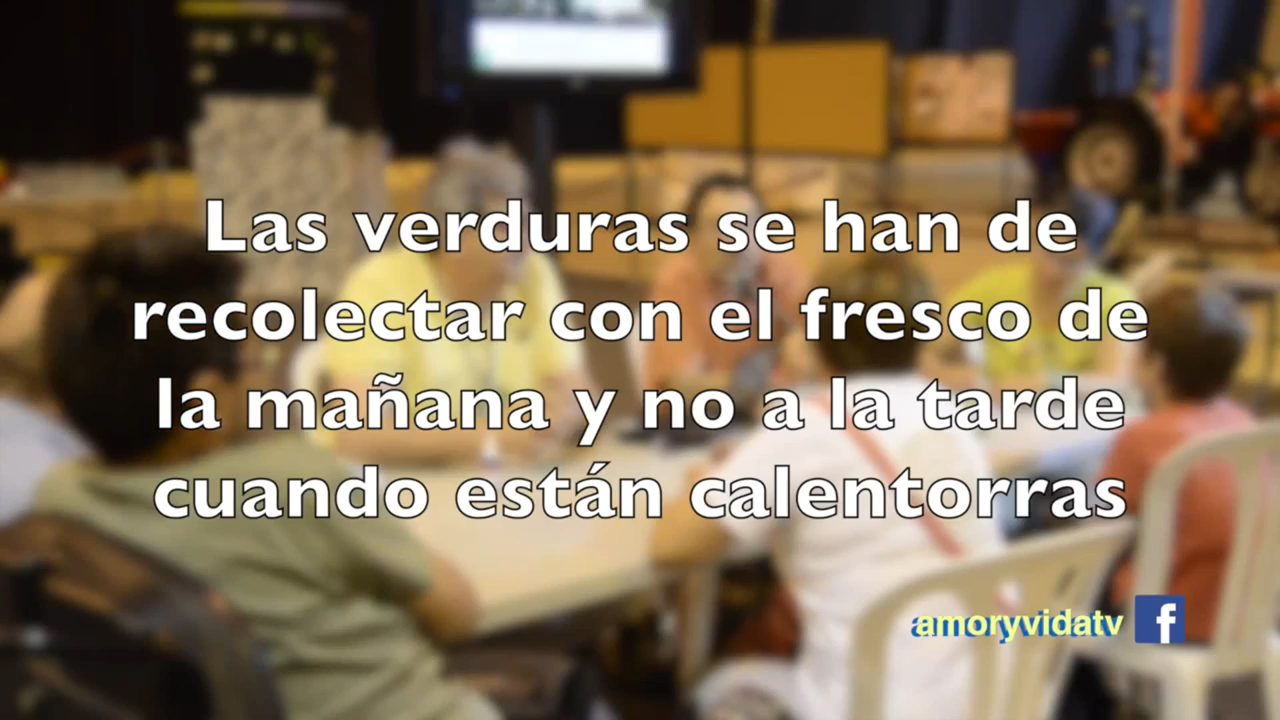 Las verduras se han de
recolectar con el fresco de
la mañana y no a la tarde
cuando están calentorras
amoryvidatv f